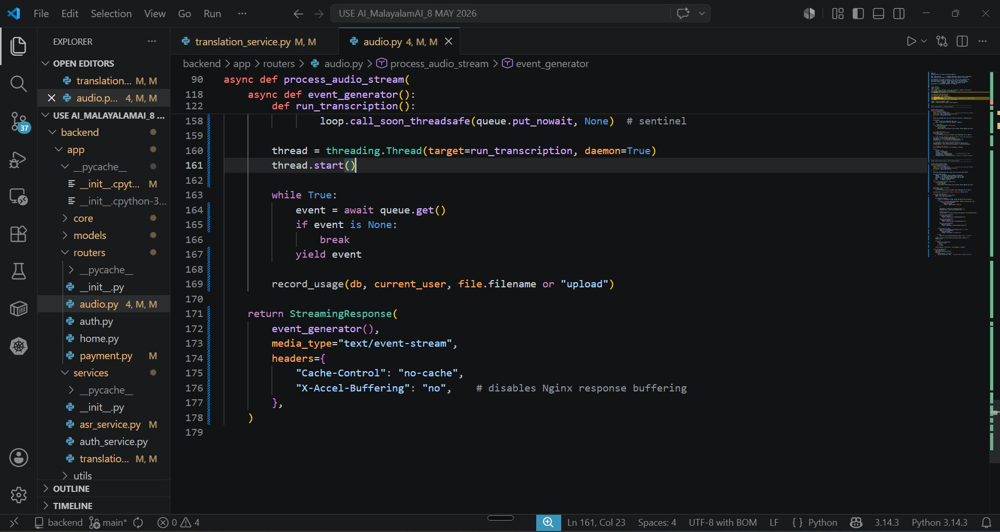 File Edit Selection View Go Run ···
USE AI_MalayalamAI_8 MAY 2026
EXPLORER ···
translation_service.py M, M
audio.py 4, M, M
OPEN EDITORS
translation... M, M
audio.p... 4, M, M
USE AI_MALAYALAMAI_8 ...
backend
app
__pycache__
__init__.cpyt... M
__init__.cpython-3...
core
models
routers
__pycache__
__init__.py
audio.py 4, M, M
auth.py
home.py
payment.py M
services
__pycache__
__init__.py
asr_service.py M
auth_service.py
translatio... M, M
utils
OUTLINE
TIMELINE
37
backend > app > routers > audio.py > process_audio_stream > event_generator
90 async def process_audio_stream(
118 async def event_generator():
122 def run_transcription():
158 loop.call_soon_threadsafe(queue.put_nowait, None)  # sentinel
159
160 thread = threading.Thread(target=run_transcription, daemon=True)
161 thread.start()
162
163 while True:
164 event = await queue.get()
165 if event is None:
166 break
167 yield event
168
169 record_usage(db, current_user, file.filename or "upload")
170
171 return StreamingResponse(
172 event_generator(),
173 media_type="text/event-stream",
174 headers={
175 "Cache-Control": "no-cache",
176 "X-Accel-Buffering": "no",    # disables Nginx response buffering
177 },
178 )
179
backend main* 0 4
Ln 161, Col 23 Spaces: 4 UTF-8 with BOM LF { } Python 3.14.3 Python 3.14.3